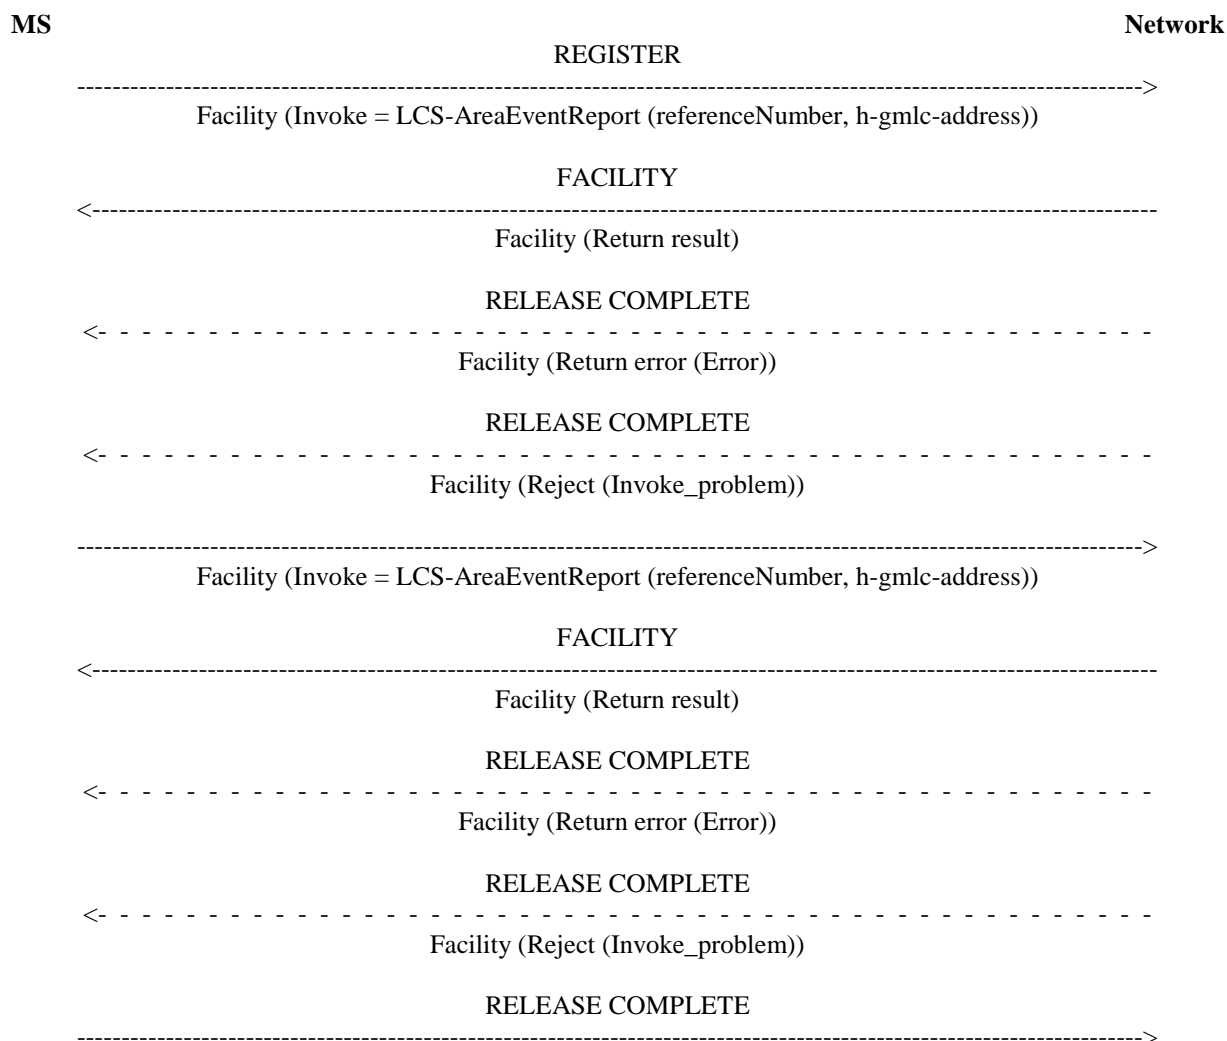 MS Network
REGISTER
------------------------------------------------------------------------------------------------------------------------>
Facility (Invoke = LCS-AreaEventReport (referenceNumber, h-gmlc-address))
FACILITY
<------------------------------------------------------------------------------------------------------------------------
Facility (Return result)
RELEASE COMPLETE
<- - - - - - - - - - - - - - - - - - - - - - - - - - - - - - - - - - - - - - - - - - - - - - - - - - - - - - - - - - -
Facility (Return error (Error))
RELEASE COMPLETE
<- - - - - - - - - - - - - - - - - - - - - - - - - - - - - - - - - - - - - - - - - - - - - - - - - - - - - - - - - - -
Facility (Reject (Invoke_problem))
------------------------------------------------------------------------------------------------------------------------>
Facility (Invoke = LCS-AreaEventReport (referenceNumber, h-gmlc-address))
FACILITY
<------------------------------------------------------------------------------------------------------------------------
Facility (Return result)
RELEASE COMPLETE
<- - - - - - - - - - - - - - - - - - - - - - - - - - - - - - - - - - - - - - - - - - - - - - - - - - - - - - - - - - -
Facility (Return error (Error))
RELEASE COMPLETE
<- - - - - - - - - - - - - - - - - - - - - - - - - - - - - - - - - - - - - - - - - - - - - - - - - - - - - - - - - - -
Facility (Reject (Invoke_problem))
RELEASE COMPLETE
------------------------------------------------------------------------------------------------------------------------>